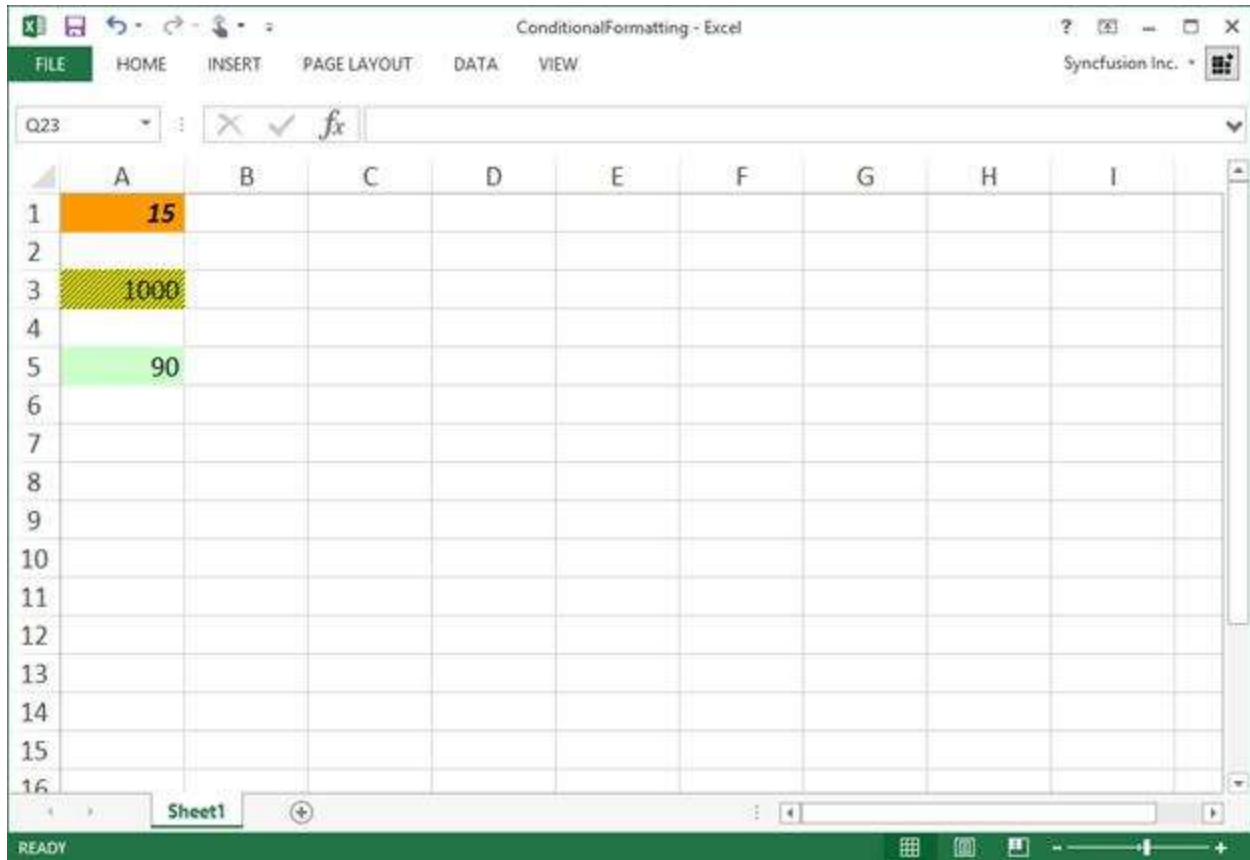 ConditionalFormatting - Excel
FILE HOME INSERT PAGE LAYOUT DATA VIEW Syncfusion Inc.
Q23 fx
A B C D E F G H I
1 15
2
3 1000
4
5 90
6
7
8
9
10
11
12
13
14
15
16
Sheet1
READY